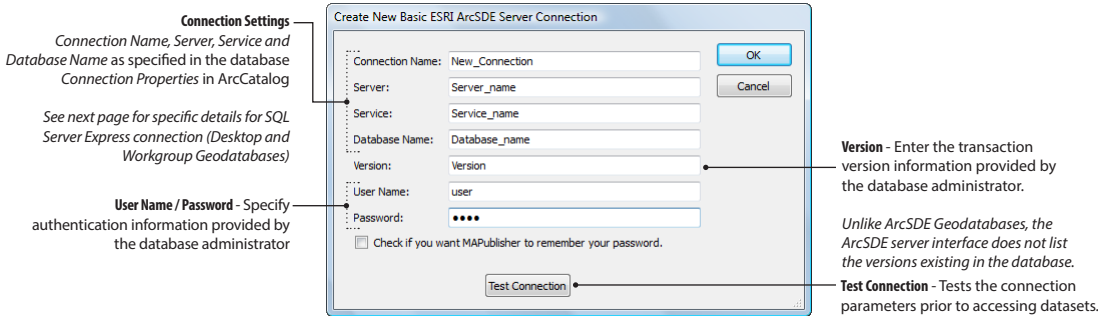 Connection Settings
Connection Name, Server, Service and
Database Name as specified in the database
Connection Properties in ArcCatalog
See next page for specific details for SQL
Server Express connection (Desktop and
Workgroup Geodatabases)
User Name / Password - Specify
authentication information provided by
the database administrator
Create New Basic ESRI ArcSDE Server Connection
Connection Name: New_Connection
Server: Server_name
Service: Service_name
Database Name: Database_name
Version: Version
User Name: user
Password: ●●●●
Check if you want MAPublisher to remember your password.
Test Connection
OK
Cancel
Version - Enter the transaction
version information provided by
the database administrator.
Unlike ArcSDE Geodatabases, the
ArcSDE server interface does not list
the versions existing in the database.
Test Connection - Tests the connection
parameters prior to accessing datasets.